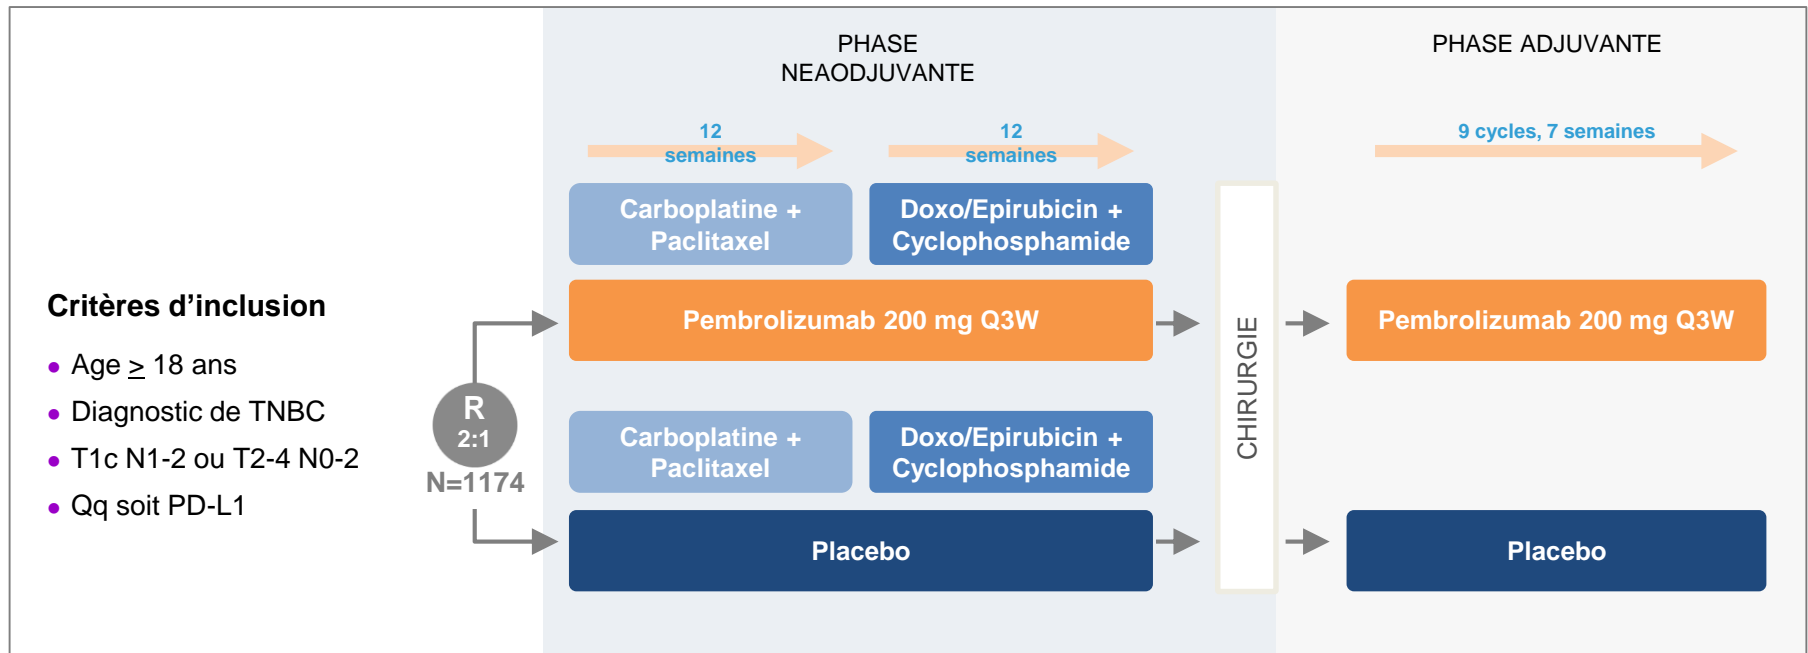 PHASE
NEAODJUVANTE
PHASE ADJUVANTE
12
semaines
12
semaines
9 cycles, 7 semaines
Carboplatine +
Paclitaxel
Doxo/Epirubicin +
Cyclophosphamide
Pembrolizumab 200 mg Q3W
Pembrolizumab 200 mg Q3W
Critères d’inclusion
• Age ≥ 18 ans
• Diagnostic de TNBC
• T1c N1-2 ou T2-4 N0-2
• Qq soit PD-L1
R
2:1
N=1174
Carboplatine +
Paclitaxel
Doxo/Epirubicin +
Cyclophosphamide
Placebo
CHIRURGIE
Placebo